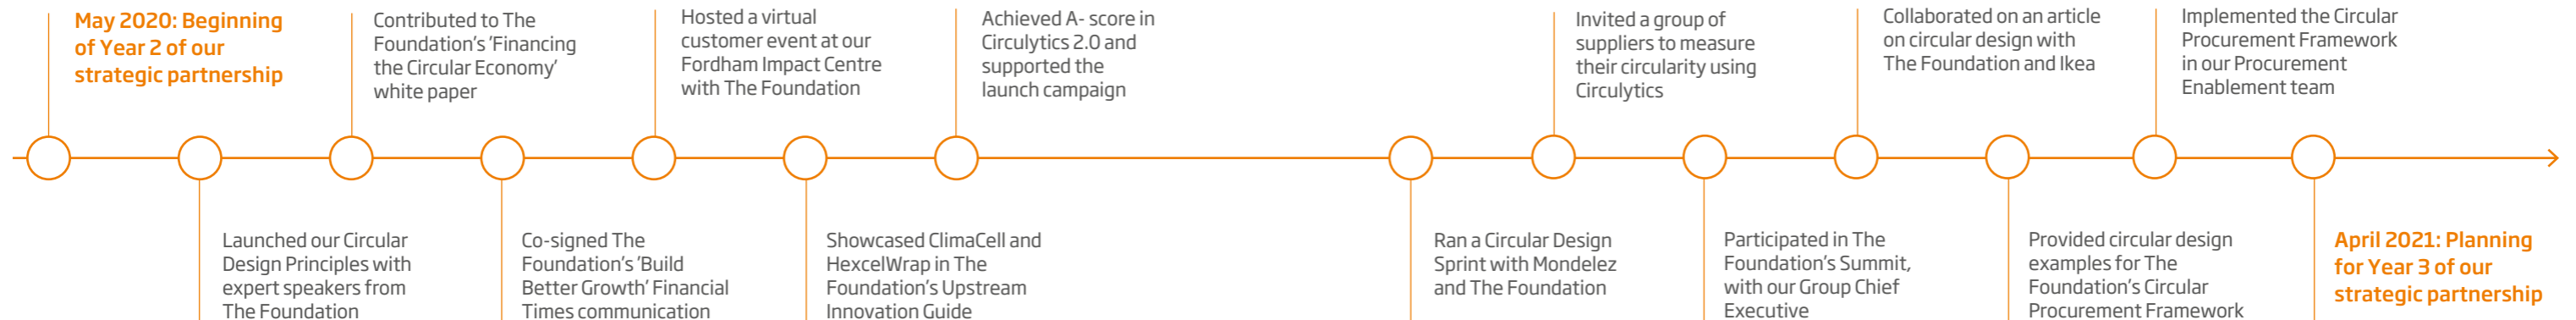 May 2020: Beginning
of Year 2 of our
strategic partnership
Launched our Circular
Design Principles with
expert speakers from
The Foundation
Contributed to The
Foundation's 'Financing
the Circular Economy'
white paper
Co-signed The
Foundation's 'Build
Better Growth' Financial
Times communication
Hosted a virtual
customer event at our
Fordham Impact Centre
with The Foundation
Showcased ClimaCell and
HexcelWrap in The
Foundation's Upstream
Innovation Guide
Achieved A- score in
Circulytics 2.0 and
supported the
launch campaign
Ran a Circular Design
Sprint with Mondelez
and The Foundation
Invited a group of
suppliers to measure
their circularity using
Circulytics
Participated in The
Foundation's Summit,
with our Group Chief
Executive
Collaborated on an article
on circular design with
The Foundation and Ikea
Provided circular design
examples for The
Foundation's Circular
Procurement Framework
Implemented the Circular
Procurement Framework
in our Procurement
Enablement team
April 2021: Planning
for Year 3 of our
strategic partnership